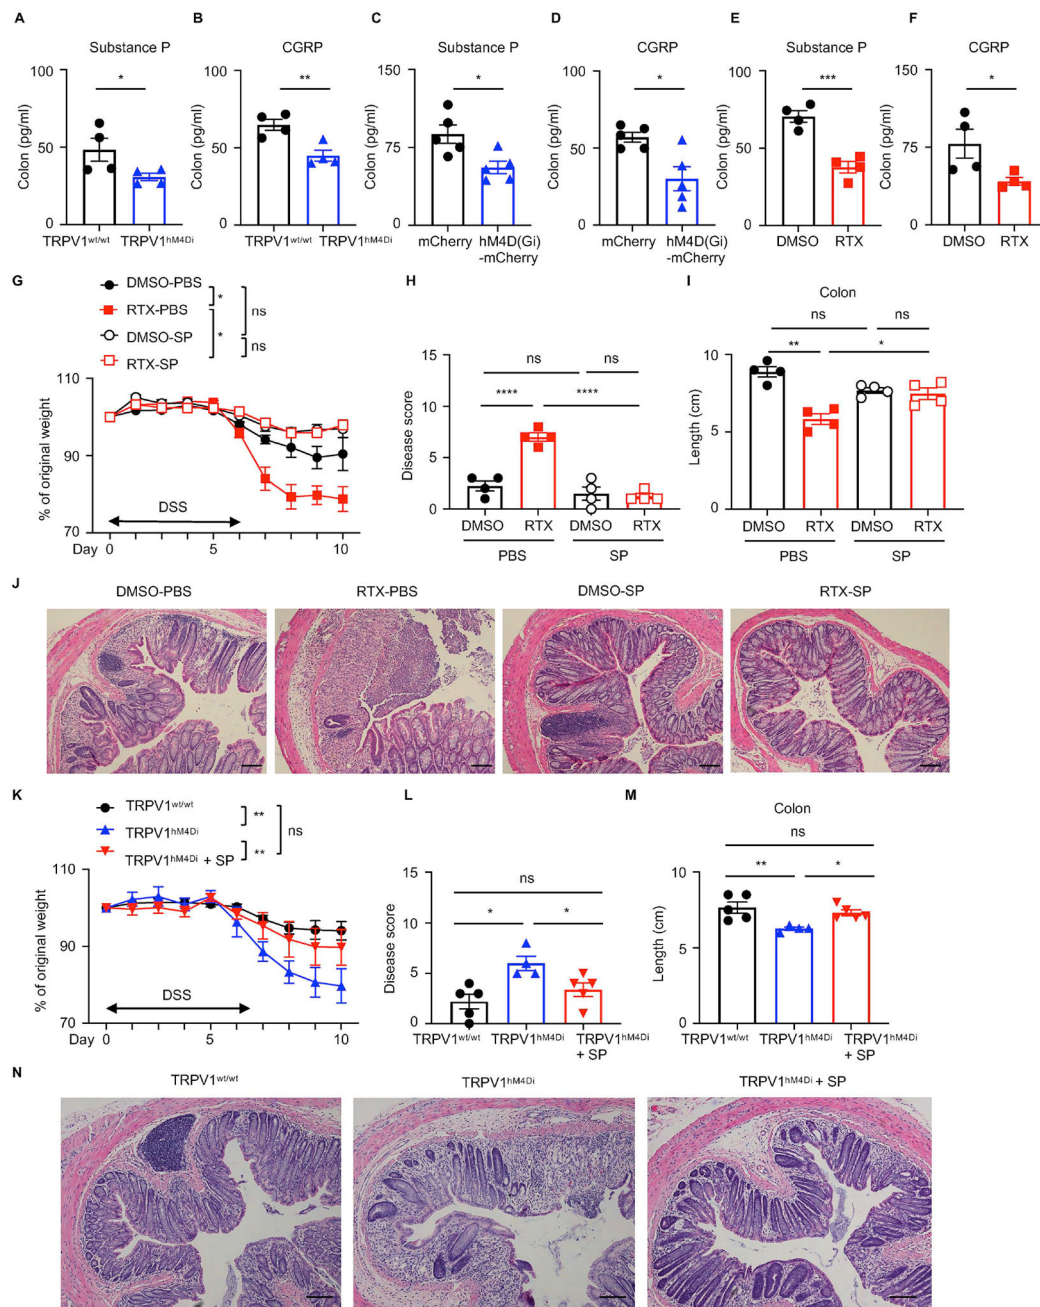 A
B
C
D
E
F
Substance P
CGRP
Substance P
CGRP
Substance P
CGRP
Colon (pg/ml)
100
50
0
*
TRPV1wt/wt TRPV1hM4Di
Colon (pg/ml)
100
50
0
**
TRPV1wt/wt TRPV1hM4Di
Colon (pg/ml)
150
75
0
*
mCherry hM4D(Gi)
-mCherry
Colon (pg/ml)
100
50
0
*
mCherry hM4D(Gi)
-mCherry
Colon (pg/ml)
100
50
0
***
DMSO RTX
Colon (pg/ml)
150
75
0
*
DMSO RTX
G
DMSO-PBS
RTX-PBS
DMSO-SP
RTX-SP
*
*
ns
ns
% of original weight
110
90
70
DSS
Day 0 5 10
H
Disease score
15
10
5
0
ns ns
**** ****
DMSO RTX DMSO RTX
PBS SP
I
Colon
Length (cm)
10
5
0
ns ns
** *
DMSO RTX DMSO RTX
PBS SP
J
DMSO-PBS RTX-PBS DMSO-SP RTX-SP
K
TRPV1wt/wt
TRPV1hM4Di
TRPV1hM4Di + SP
**
**
ns
% of original weight
110
90
70
DSS
Day 0 5 10
L
Disease score
15
10
5
0
ns
* *
TRPV1wt/wt TRPV1hM4Di TRPV1hM4Di
+ SP
M
Colon
Length (cm)
10
5
0
ns
** *
TRPV1wt/wt TRPV1hM4Di TRPV1hM4Di
+ SP
N
TRPV1wt/wt TRPV1hM4Di TRPV1hM4Di + SP